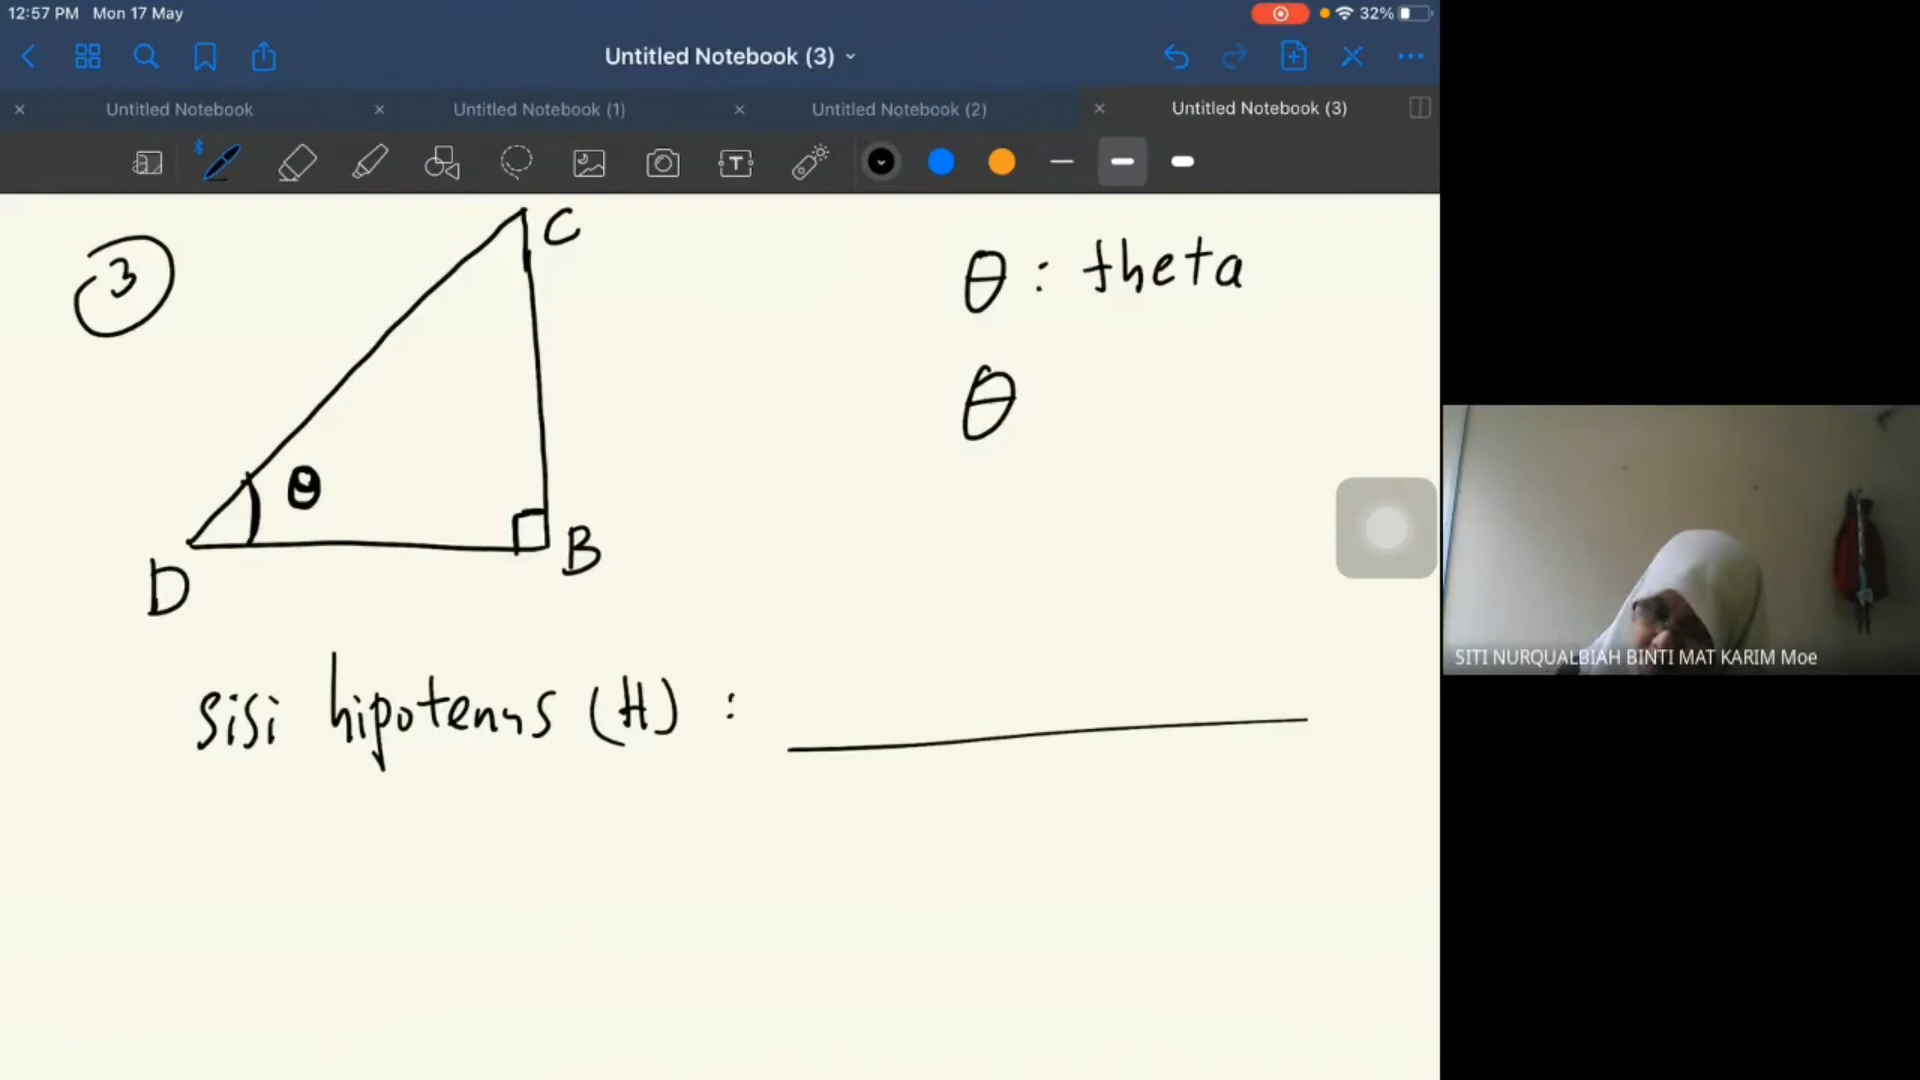 12:57 PM Mon 17 May
32%
Untitled Notebook (3)
Untitled Notebook
Untitled Notebook (1)
Untitled Notebook (2)
Untitled Notebook (3)
3
C
θ : theta
θ
θ
B
D
sisi hipotenus (H) :
SITI NURQUALBIAH BINTI MAT KARIM Moe